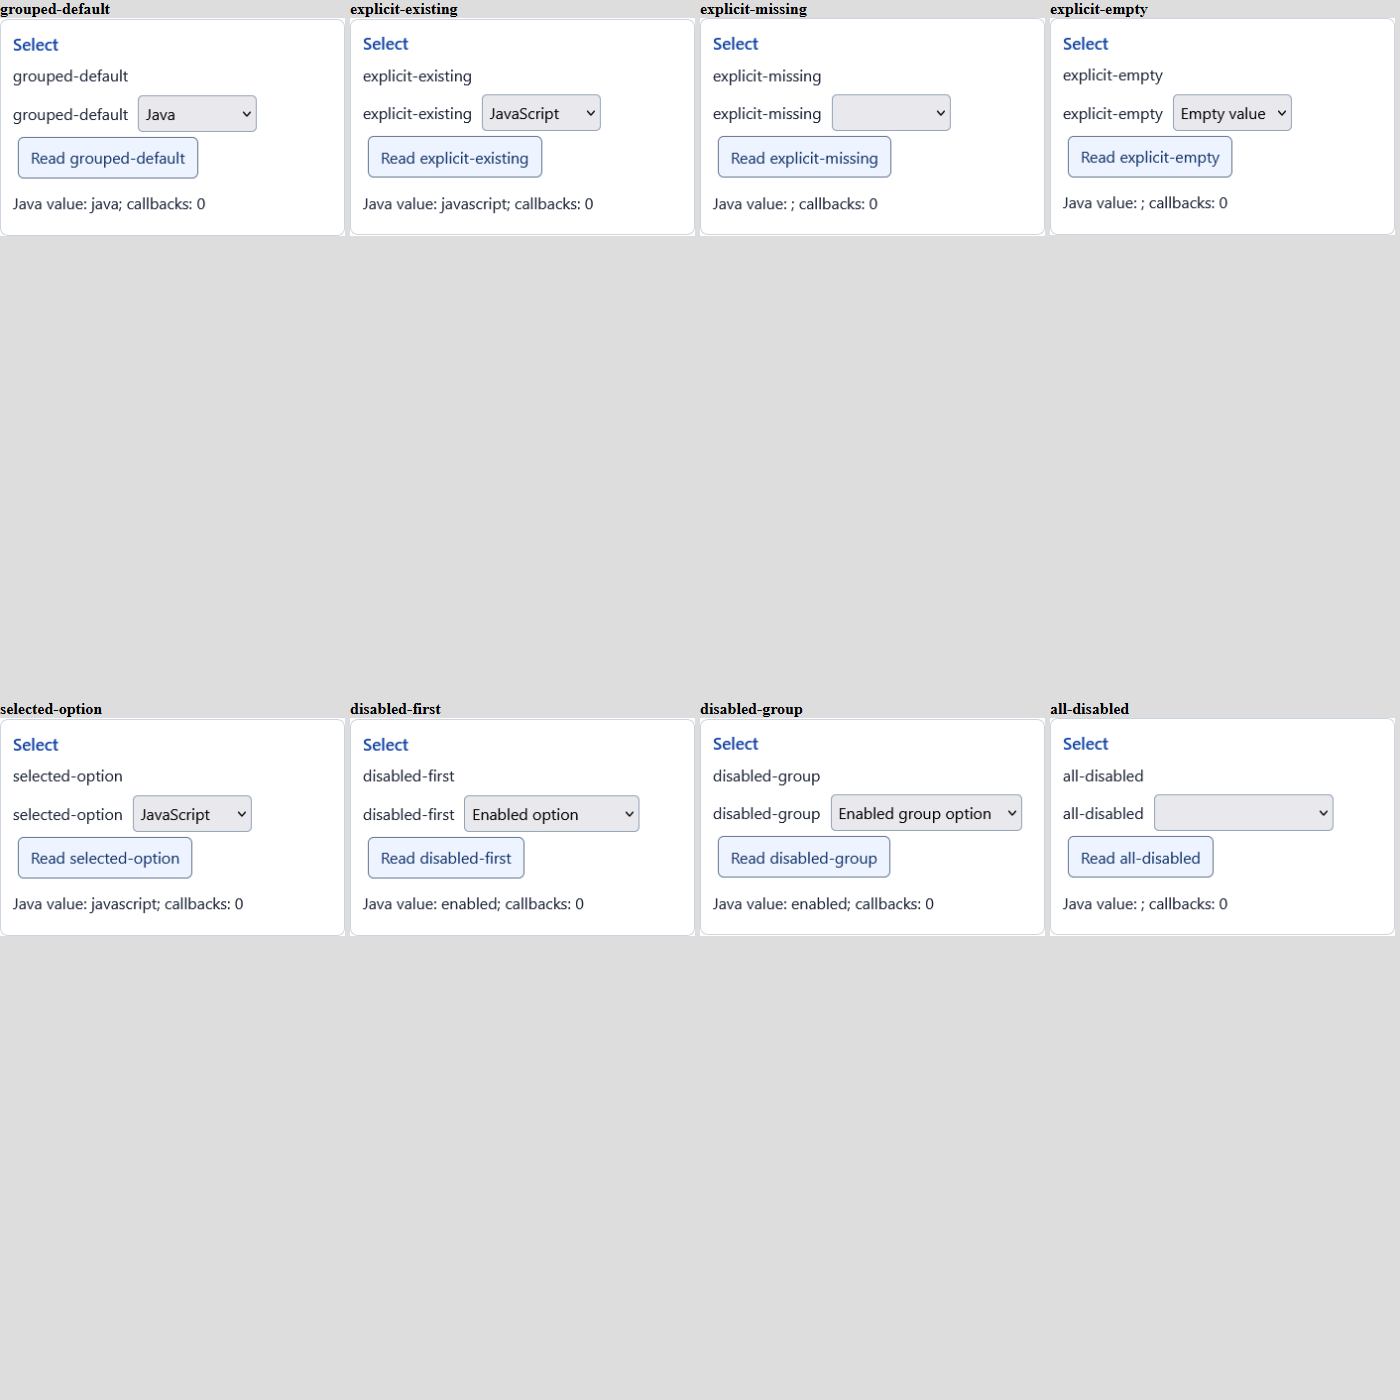 grouped-default
Select
grouped-default
grouped-default Java
Read grouped-default
Java value: java; callbacks: 0
explicit-existing
Select
explicit-existing
explicit-existing JavaScript
Read explicit-existing
Java value: javascript; callbacks: 0
explicit-missing
Select
explicit-missing
explicit-missing
Read explicit-missing
Java value: ; callbacks: 0
explicit-empty
Select
explicit-empty
explicit-empty Empty value
Read explicit-empty
Java value: ; callbacks: 0
selected-option
Select
selected-option
selected-option JavaScript
Read selected-option
Java value: javascript; callbacks: 0
disabled-first
Select
disabled-first
disabled-first Enabled option
Read disabled-first
Java value: enabled; callbacks: 0
disabled-group
Select
disabled-group
disabled-group Enabled group option
Read disabled-group
Java value: enabled; callbacks: 0
all-disabled
Select
all-disabled
all-disabled
Read all-disabled
Java value: ; callbacks: 0